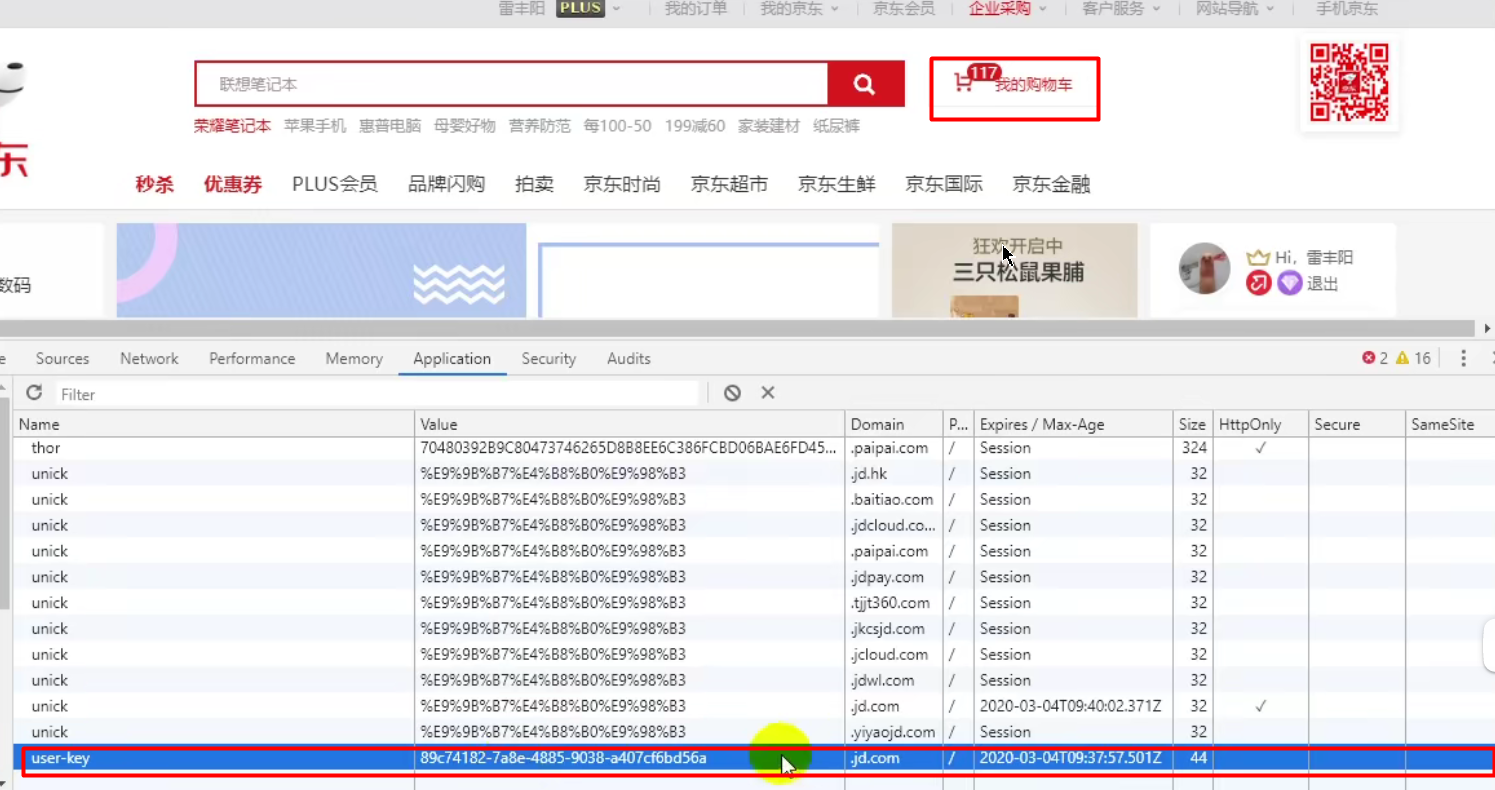 雷丰阳 PLUS 我的订单 我的京东 京东会员 企业采购 客户服务 网站导航 手机京东
联想笔记本
117 我的购物车
荣耀笔记本 苹果手机 惠普电脑 母婴好物 营养防范 每100-50 199减60 家装建材 纸尿裤
东
秒杀 优惠券 PLUS会员 品牌闪购 拍卖 京东时尚 京东超市 京东生鲜 京东国际 京东金融
数码
狂欢开启中
三只松鼠果脯
Hi, 雷丰阳
退出
e Sources Network Performance Memory Application Security Audits 2 16
Filter
Name Value Domain P... Expires / Max-Age Size HttpOnly Secure SameSite
thor 70480392B9C80473746265D8B8EE6C386FCBD06BAE6FD45... .paipai.com / Session 324 ✓
unick %E9%9B%B7%E4%B8%B0%E9%98%B3 .jd.hk / Session 32
unick %E9%9B%B7%E4%B8%B0%E9%98%B3 .baitiao.com / Session 32
unick %E9%9B%B7%E4%B8%B0%E9%98%B3 .jdcloud.co... / Session 32
unick %E9%9B%B7%E4%B8%B0%E9%98%B3 .paipai.com / Session 32
unick %E9%9B%B7%E4%B8%B0%E9%98%B3 .jdpay.com / Session 32
unick %E9%9B%B7%E4%B8%B0%E9%98%B3 .tjjt360.com / Session 32
unick %E9%9B%B7%E4%B8%B0%E9%98%B3 .jkcsjd.com / Session 32
unick %E9%9B%B7%E4%B8%B0%E9%98%B3 .jcloud.com / Session 32
unick %E9%9B%B7%E4%B8%B0%E9%98%B3 .jdwl.com / Session 32
unick %E9%9B%B7%E4%B8%B0%E9%98%B3 .jd.com / 2020-03-04T09:40:02.371Z 32 ✓
unick %E9%9B%B7%E4%B8%B0%E9%98%B3 .yiyaojd.com / Session 32
user-key 89c74182-7a8e-4885-9038-a407cf6bd56a .jd.com / 2020-03-04T09:37:57.501Z 44